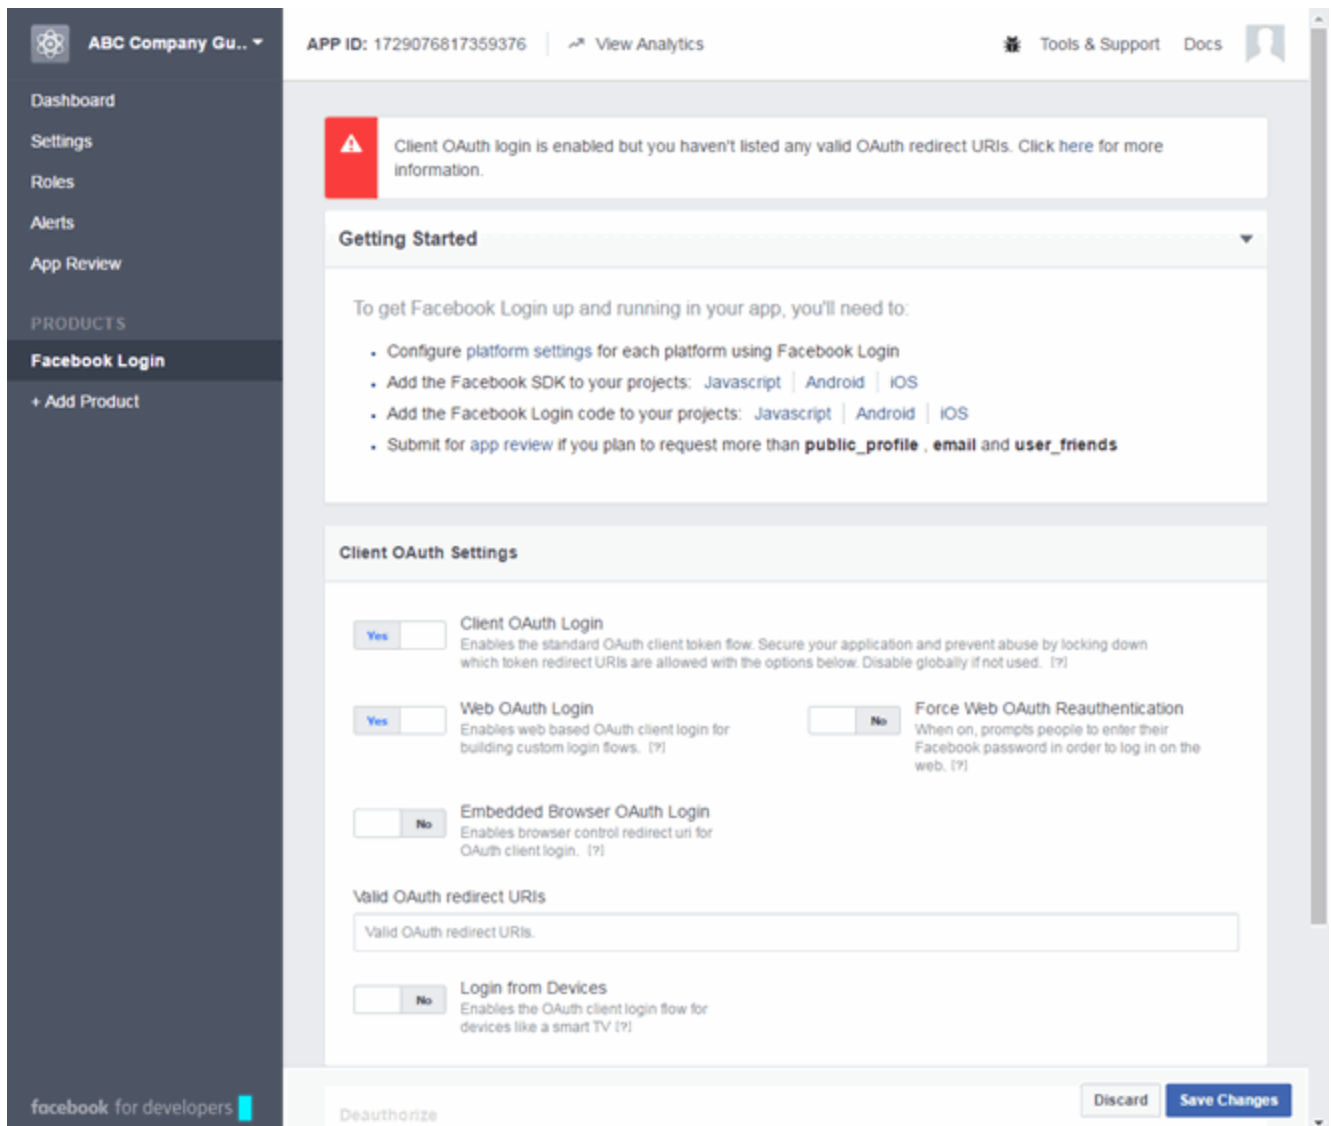 ABC Company Gu..
APP ID: 1729076817359376
View Analytics
Tools & Support
Docs
Dashboard
Settings
Roles
Alerts
App Review
PRODUCTS
Facebook Login
+ Add Product
Client OAuth login is enabled but you haven't listed any valid OAuth redirect URIs. Click here for more
information.
Getting Started
To get Facebook Login up and running in your app, you'll need to:
Configure platform settings for each platform using Facebook Login
Add the Facebook SDK to your projects: Javascript Android iOS
Add the Facebook Login code to your projects: Javascript Android iOS
Submit for app review if you plan to request more than public_profile , email and user_friends
Client OAuth Settings
Yes
Client OAuth Login
Enables the standard OAuth client token flow. Secure your application and prevent abuse by locking down
which token redirect URIs are allowed with the options below. Disable globally if not used. [?]
Yes
Web OAuth Login
Enables web based OAuth client login for
building custom login flows. [?]
No
Force Web OAuth Reauthentication
When on, prompts people to enter their
Facebook password in order to log in on the
web. [?]
No
Embedded Browser OAuth Login
Enables browser control redirect uri for
OAuth client login. [?]
Valid OAuth redirect URIs
Valid OAuth redirect URIs.
No
Login from Devices
Enables the OAuth client login flow for
devices like a smart TV [?]
Deauthorize
Discard
Save Changes
facebook for developers